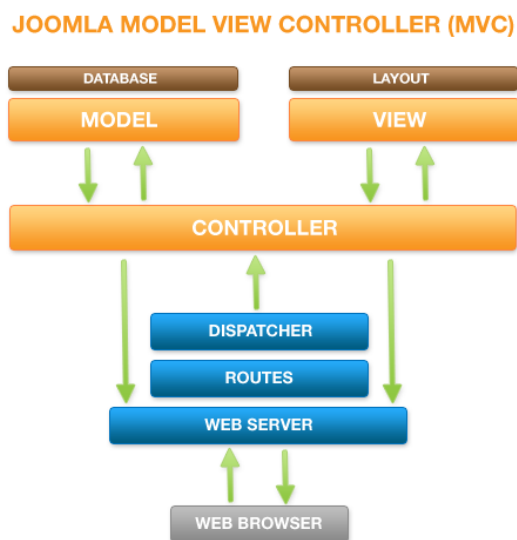 JOOMLA MODEL VIEW CONTROLLER (MVC)
DATABASE
LAYOUT
MODEL
VIEW
CONTROLLER
DISPATCHER
ROUTES
WEB SERVER
WEB BROWSER